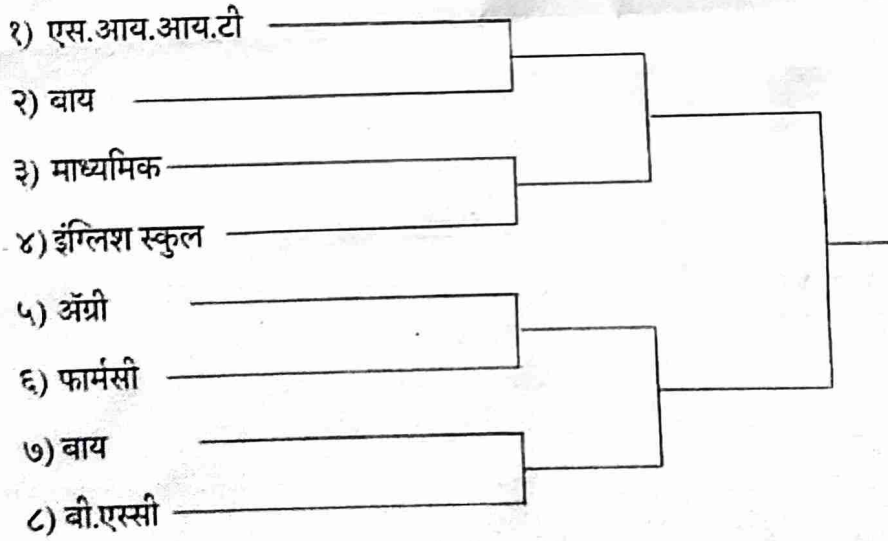 १) एस.आय.आय.टी
२) बाय
३) माध्यमिक
४) इंग्लिश स्कुल
५) ॲग्री
६) फार्मसी
७) बाय
८) बी.एस्सी